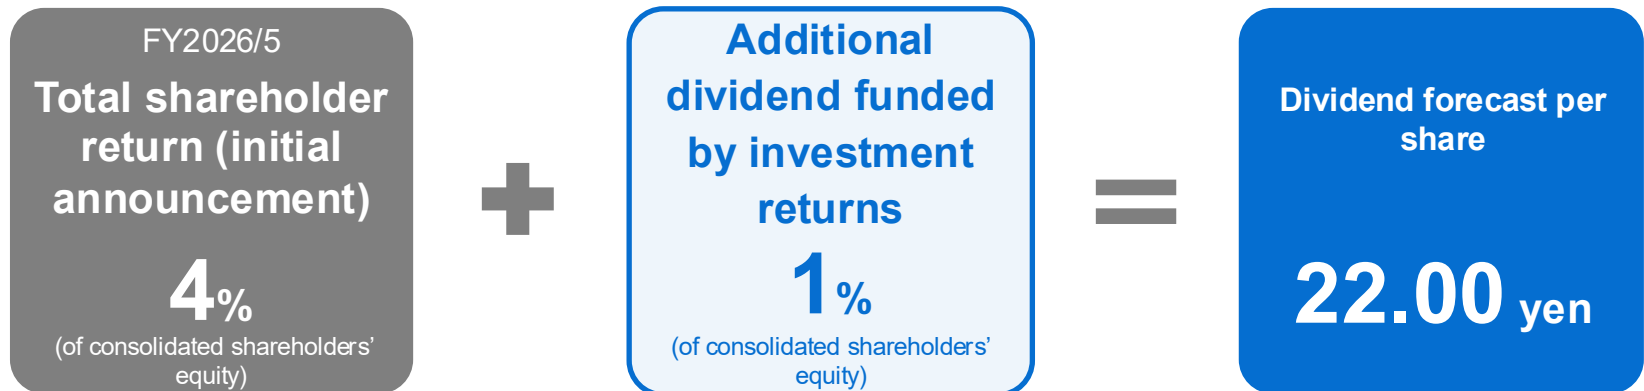 FY2026/5
Total shareholder
return (initial
announcement)
4%
(of consolidated shareholders'
equity)
Additional
dividend funded
by investment
returns
1%
(of consolidated shareholders'
equity)
Dividend forecast per
share
22.00 yen